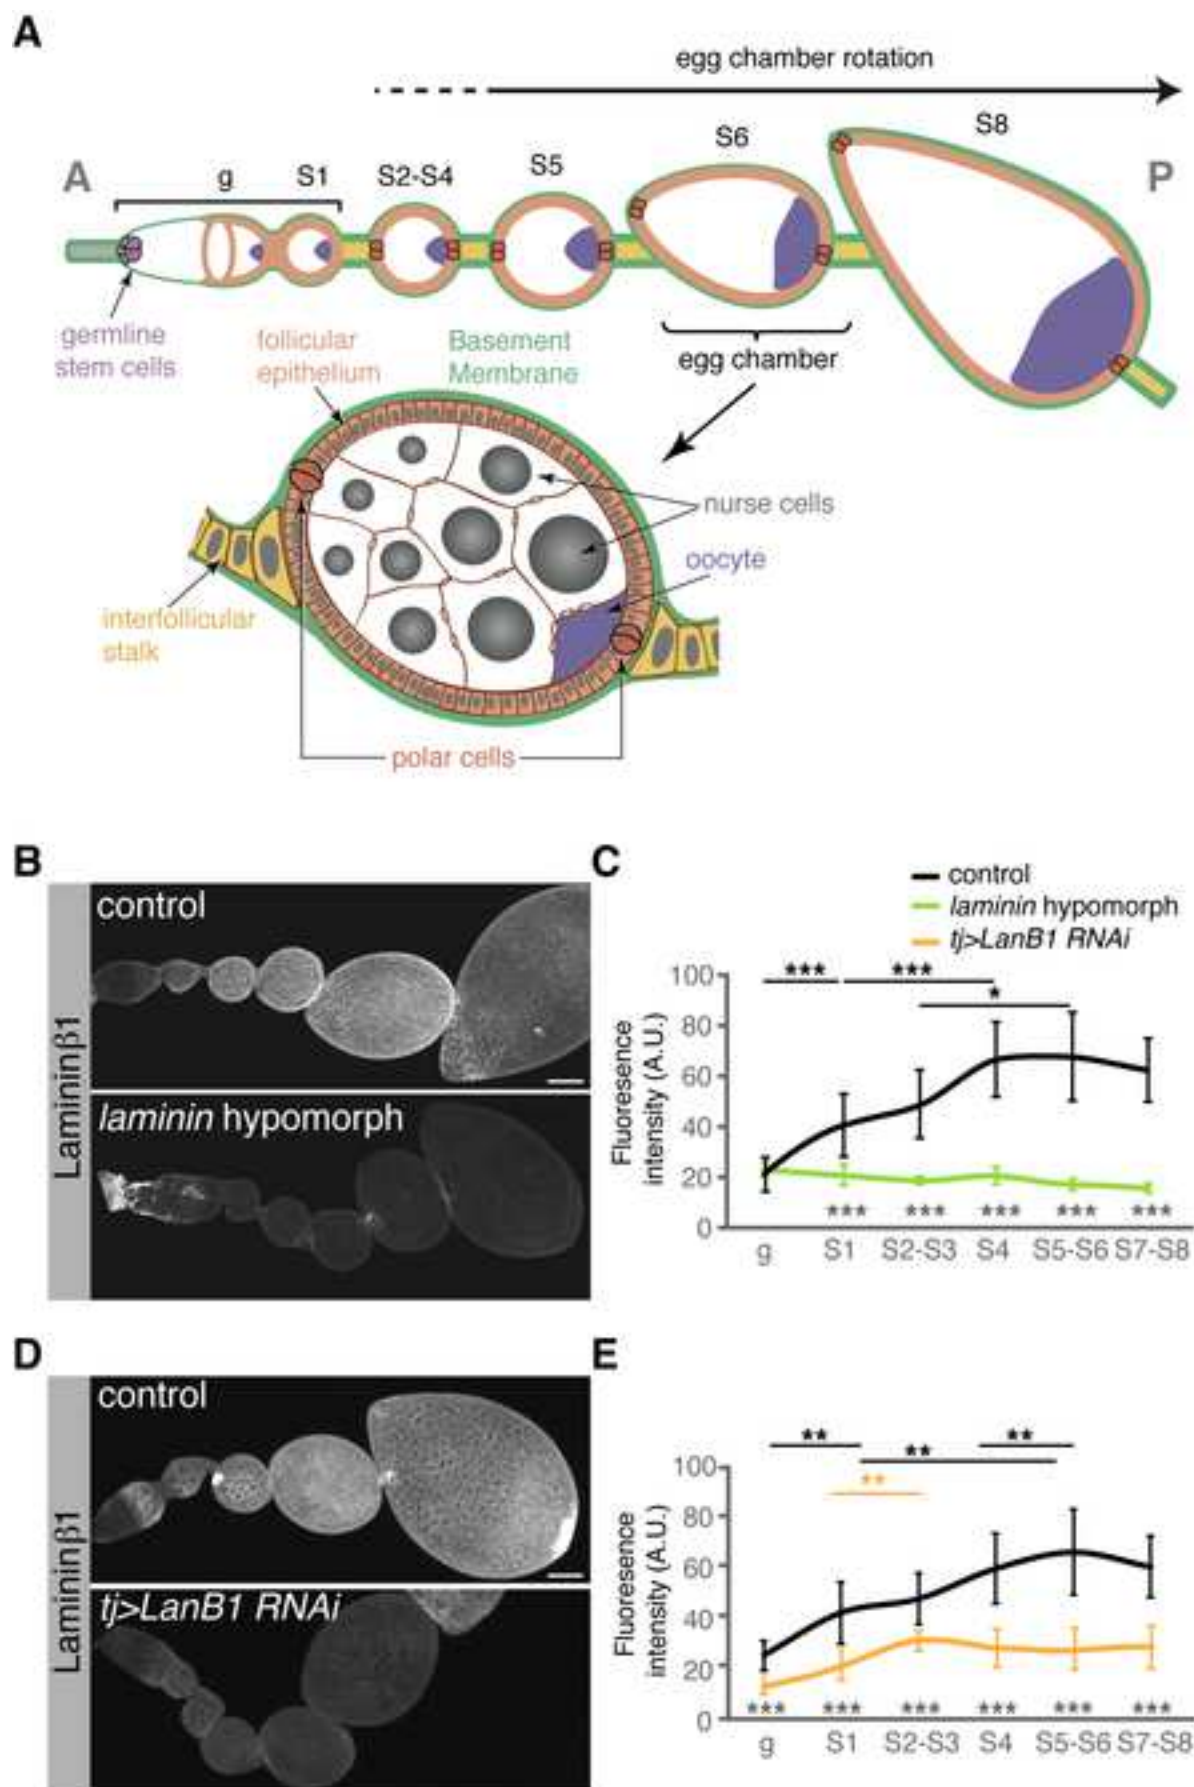 A
egg chamber rotation
S8
S6
S5
A
g
S1
S2-S4
P
germline
stem cells
follicular
epithelium
Basement
Membrane
egg chamber
nurse cells
oocyte
interfollicular
stalk
polar cells
B
Lamininβ1
control
laminin hypomorph
C
control
laminin hypomorph
tj>LanB1 RNAi
Fluoresence
intensity (A.U.)
100
80
60
40
20
0
***
***
*
*** *** *** *** ***
g S1 S2-S3 S4 S5-S6 S7-S8
D
Lamininβ1
control
tj>LanB1 RNAi
E
Fluoresence
intensity (A.U.)
100
80
60
40
20
0
**
**
**
**
*** *** *** *** *** ***
g S1 S2-S3 S4 S5-S6 S7-S8